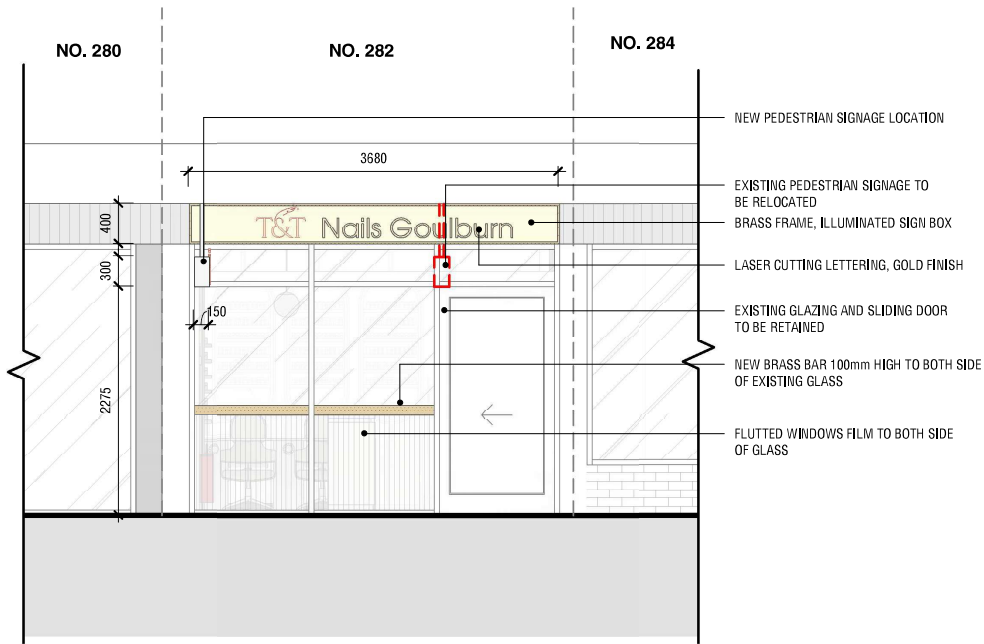 NO. 280
NO. 282
NO. 284
NEW PEDESTRIAN SIGNAGE LOCATION
3680
EXISTING PEDESTRIAN SIGNAGE TO
BE RELOCATED
400
T&T Nails Goulburn
BRASS FRAME, ILLUMINATED SIGN BOX
300
LASER CUTTING LETTERING, GOLD FINISH
150
EXISTING GLAZING AND SLIDING DOOR
TO BE RETAINED
2275
NEW BRASS BAR 100mm HIGH TO BOTH SIDE
OF EXISTING GLASS
FLUTTED WINDOWS FILM TO BOTH SIDE
OF GLASS